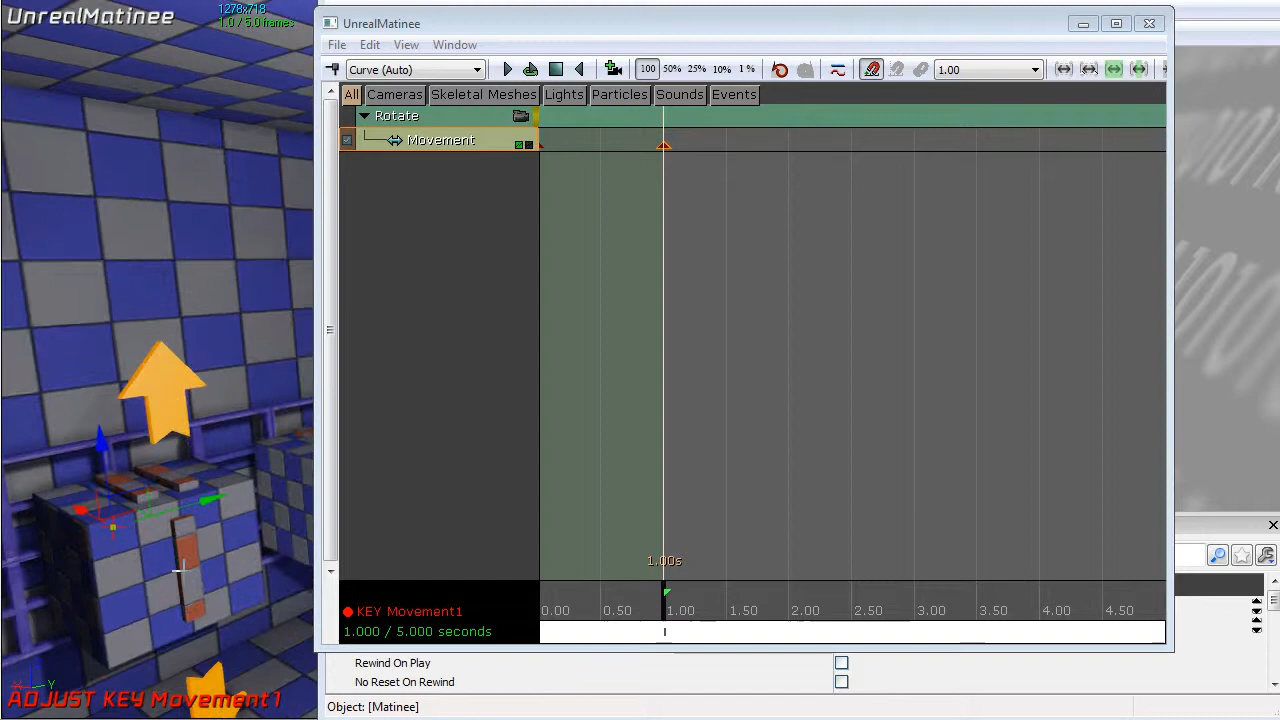 UnrealMatinee
1278x718
1.0 / 5.0 frames
UnrealMatinee
File Edit View Window
Curve (Auto) 100 50% 25% 10% 1 % 1.00
All Cameras Skeletal Meshes Lights Particles Sounds Events
Rotate
Movement
1.00s
KEY Movement1
0.00 0.50 1.00 1.50 2.00 2.50 3.00 3.50 4.00 4.50
1.000 / 5.000 seconds
Y
ADJUST KEY Movement1
Rewind On Play
No Reset On Rewind
Object: [Matinee]